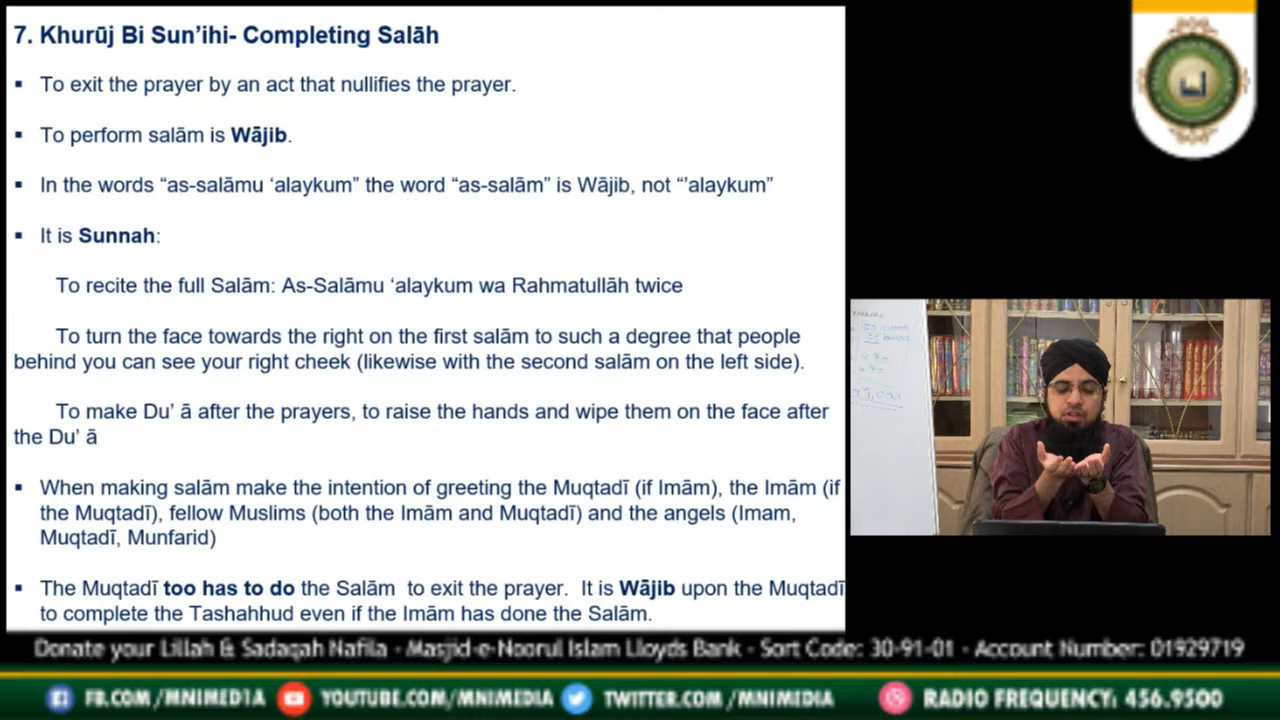 7. Khurūj Bi Sun’ihi- Completing Salāh
▪ To exit the prayer by an act that nullifies the prayer.
▪ To perform salām is Wājib.
▪ In the words “as-salāmu ‘alaykum” the word “as-salām” is Wājib, not “’alaykum”
▪ It is Sunnah:
To recite the full Salām: As-Salāmu ‘alaykum wa Rahmatullāh twice
To turn the face towards the right on the first salām to such a degree that people
behind you can see your right cheek (likewise with the second salām on the left side).
To make Du’ ā after the prayers, to raise the hands and wipe them on the face after
the Du’ ā
▪ When making salām make the intention of greeting the Muqtadī (if Imām), the Imām (if
the Muqtadī), fellow Muslims (both the Imām and Muqtadī) and the angels (Imam,
Muqtadī, Munfarid)
▪ The Muqtadī too has to do the Salām to exit the prayer. It is Wājib upon the Muqtadī
to complete the Tashahhud even if the Imām has done the Salām.
Donate your Lillah & Sadaqah Nafila - Masjid-e-Noorul Islam Lloyds Bank - Sort Code: 30-91-01 - Account Number: 01929719
FB.COM/MNIMEDIA YOUTUBE.COM/MNIMEDIA TWITTER.COM/MNIMEDIA RADIO FREQUENCY: 456.9500